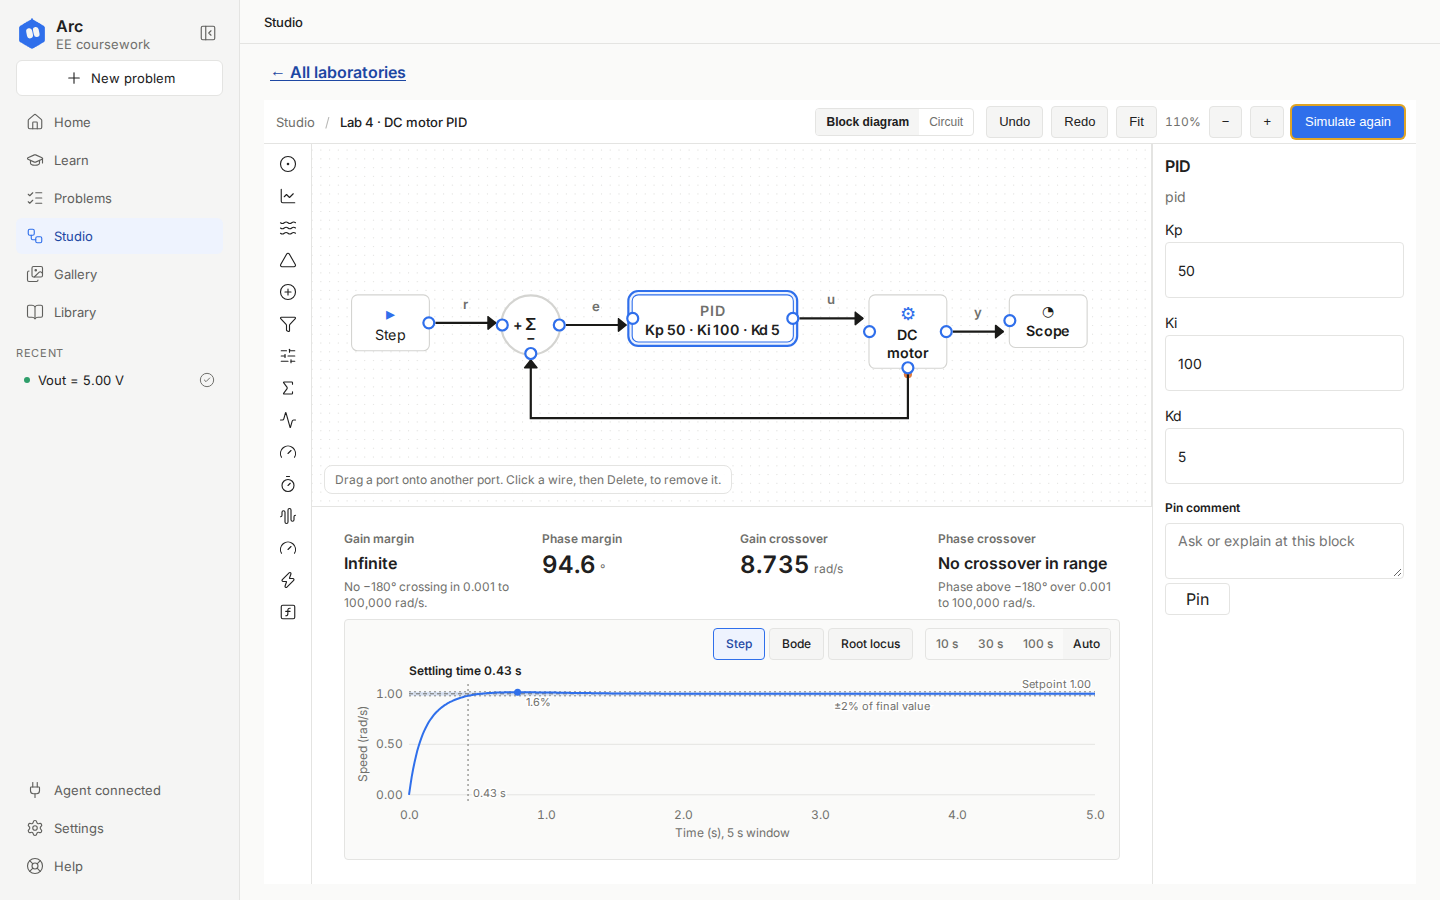 Arc
EE coursework
New problem
Home
Learn
Problems
Studio
Gallery
Library
RECENT
Vout = 5.00 V
Agent connected
Settings
Help
Studio
← All laboratories
Studio / Lab 4 · DC motor PID
Block diagram
Circuit
Undo
Redo
Fit
110%
−
+
Simulate again
Step
r
+ Σ
−
e
PID
Kp 50 · Ki 100 · Kd 5
u
DC
motor
y
Scope
Drag a port onto another port. Click a wire, then Delete, to remove it.
PID
pid
Kp
50
Ki
100
Kd
5
Pin comment
Ask or explain at this block
Pin
Gain margin
Infinite
No −180° crossing in 0.001 to
100,000 rad/s.
Phase margin
94.6 °
Gain crossover
8.735 rad/s
Phase crossover
No crossover in range
Phase above −180° over 0.001
to 100,000 rad/s.
Step
Bode
Root locus
10 s
30 s
100 s
Auto
Settling time 0.43 s
Setpoint 1.00
1.00
1.6%
±2% of final value
0.50
0.00
0.43 s
Speed (rad/s)
0.0
1.0
2.0
3.0
4.0
5.0
Time (s), 5 s window